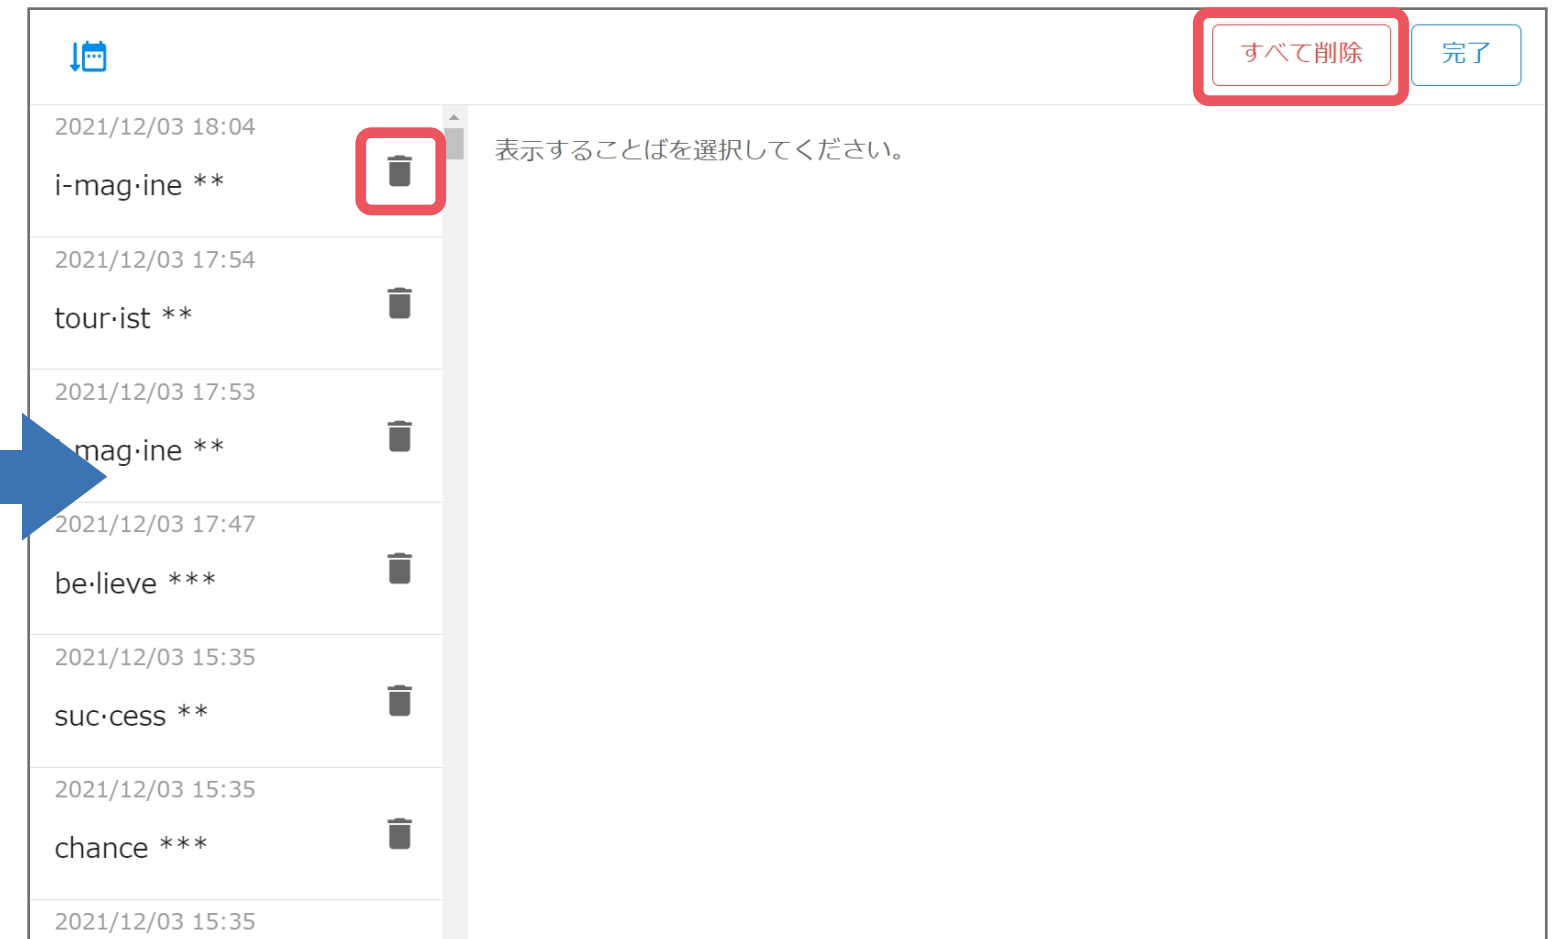 すべて削除
完了
2021/12/03 18:04
i-mag·ine **
2021/12/03 17:54
tour·ist **
2021/12/03 17:53
mag·ine **
2021/12/03 17:47
be·lieve ***
2021/12/03 15:35
suc·cess **
2021/12/03 15:35
chance ***
2021/12/03 15:35
表示することばを選択してください。